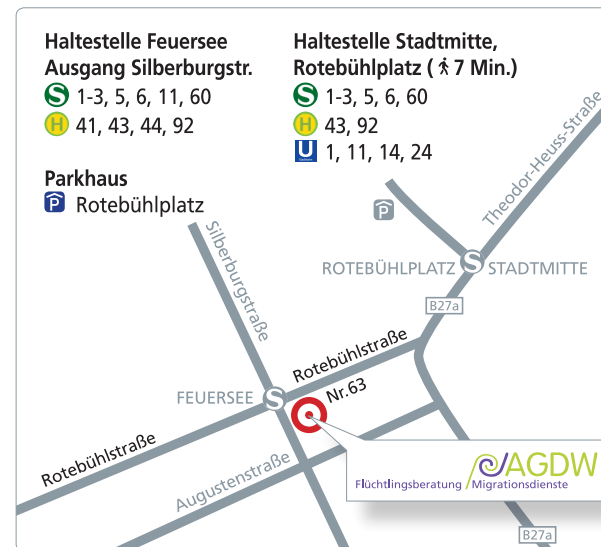 Haltestelle Feuersee
Ausgang Silberburgstr.
S 1-3, 5, 6, 11, 60
H 41, 43, 44, 92
Parkhaus
P Rotebühlplatz
Haltestelle Stadtmitte,
Rotebühlplatz ( 7 Min.)
S 1-3, 5, 6, 60
H 43, 92
U 1, 11, 14, 24
Theodor-Heuss-Straße
P
Silberburgstraße
ROTEBÜHLPLATZ S STADTMITTE
B27a
Rotebühlstraße
Nr.63
FEUERSEE S
Rotebühlstraße
Augustenstraße
AGDW
Flüchtlingsberatung Migrationsdienste
B27a